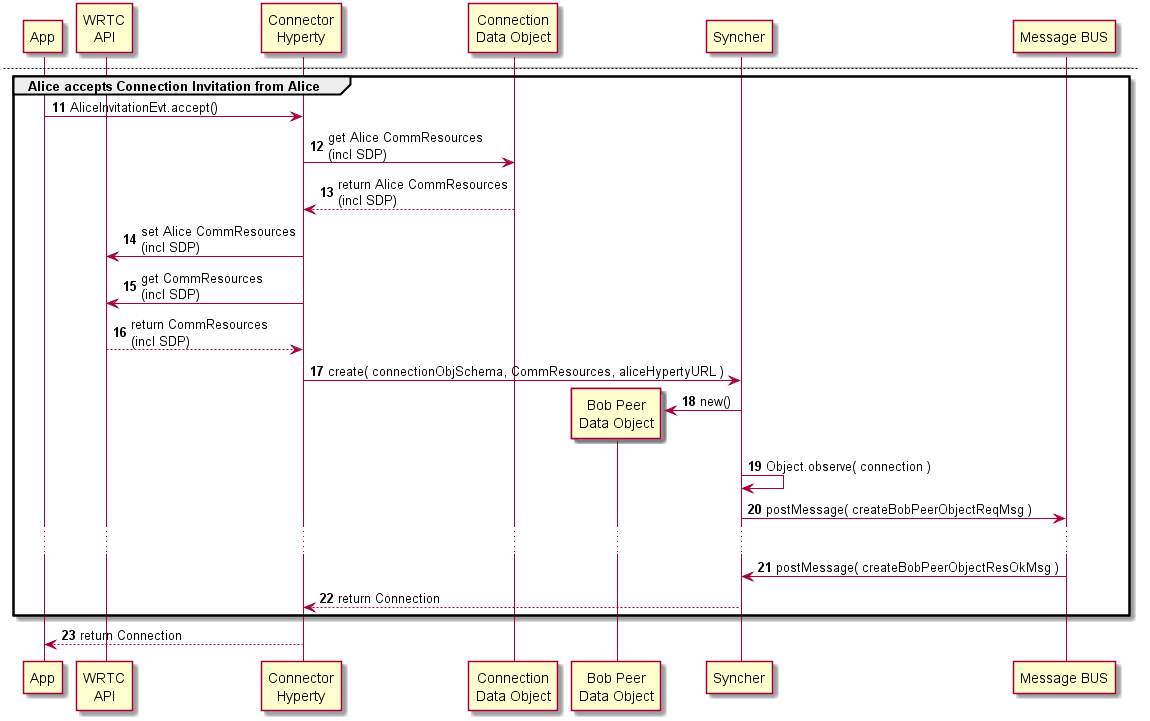 App
WRTC
API
Connector
Hyperty
Connection
Data Object
Syncher
Message BUS
Alice accepts Connection Invitation from Alice
11 AliceInvitationEvt.accept()
12 get Alice CommResources
(incl SDP)
13 return Alice CommResources
(incl SDP)
14 set Alice CommResources
(incl SDP)
15 get CommResources
(incl SDP)
16 return CommResources
(incl SDP)
17 create( connectionObjSchema, CommResources, aliceHypertyURL )
18 new()
Bob Peer
Data Object
19 Object.observe( connection )
20 postMessage( createBobPeerObjectReqMsg )
21 postMessage( createBobPeerObjectResOkMsg )
22 return Connection
23 return Connection
App
WRTC
API
Connector
Hyperty
Connection
Data Object
Bob Peer
Data Object
Syncher
Message BUS